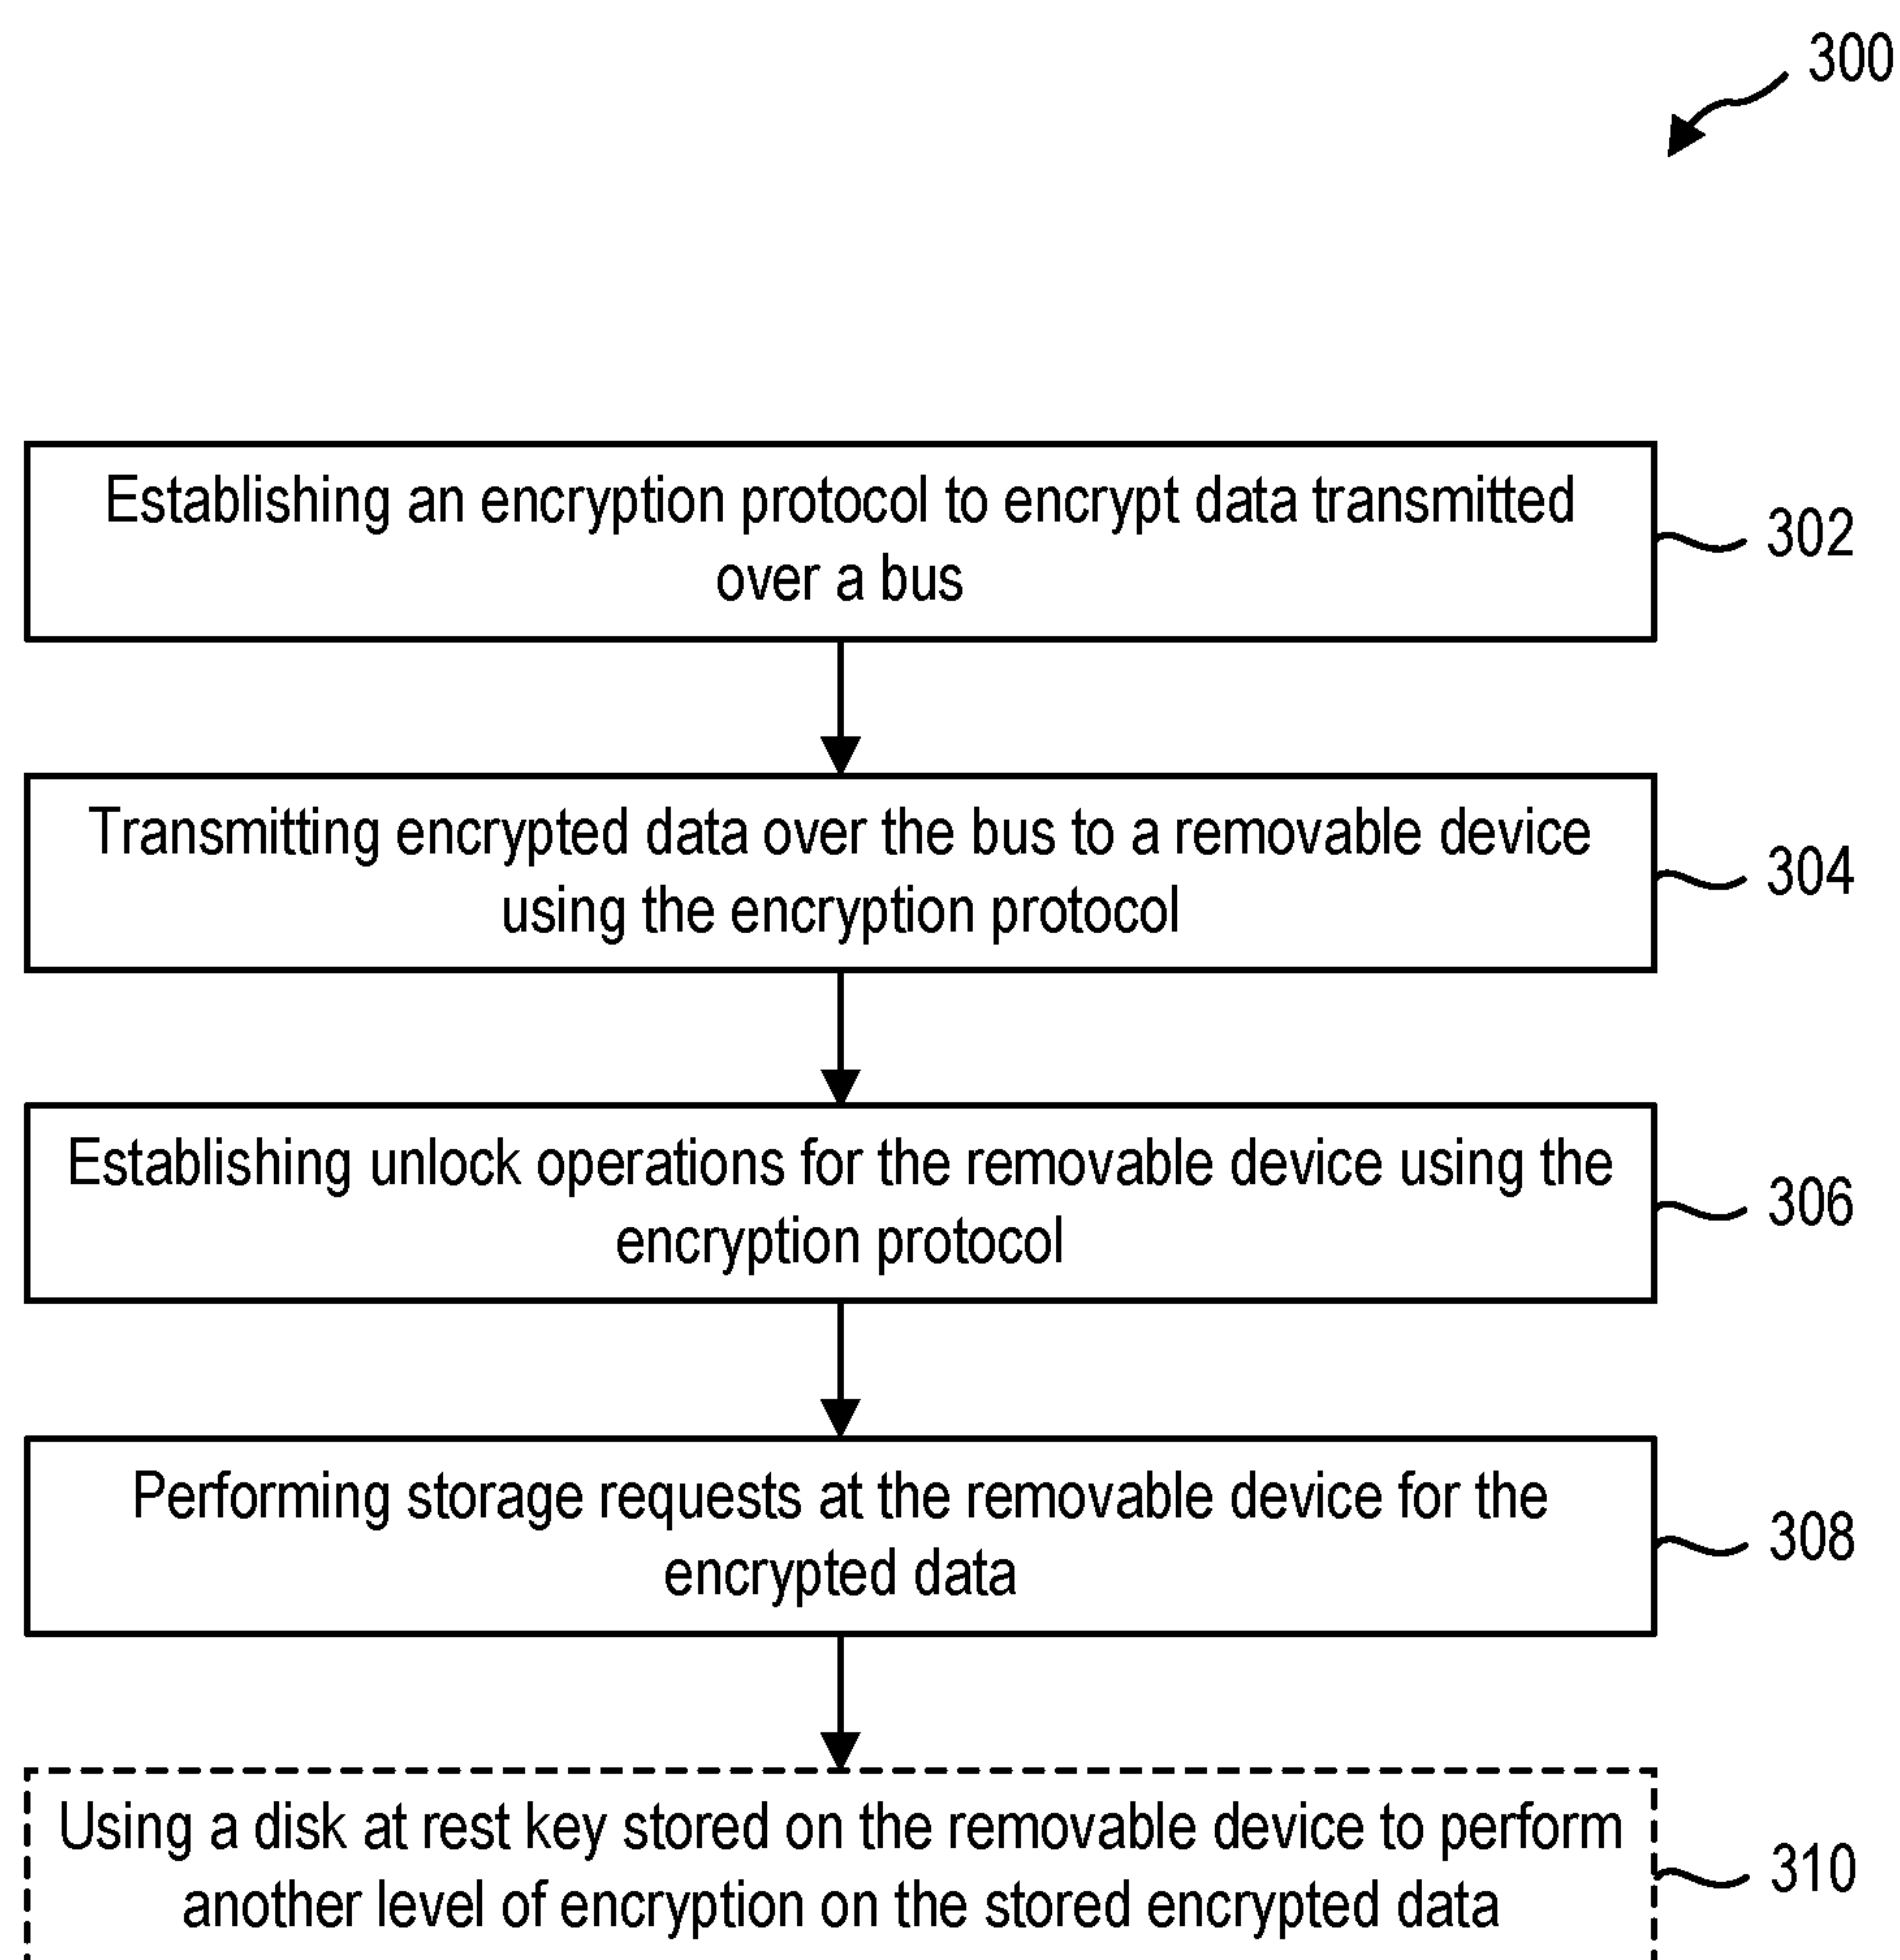 300
Establishing an encryption protocol to encrypt data transmitted
over a bus
302
Transmitting encrypted data over the bus to a removable device
using the encryption protocol
304
Establishing unlock operations for the removable device using the
encryption protocol
306
Performing storage requests at the removable device for the
encrypted data
308
Using a disk at rest key stored on the removable device to perform
another level of encryption on the stored encrypted data
310